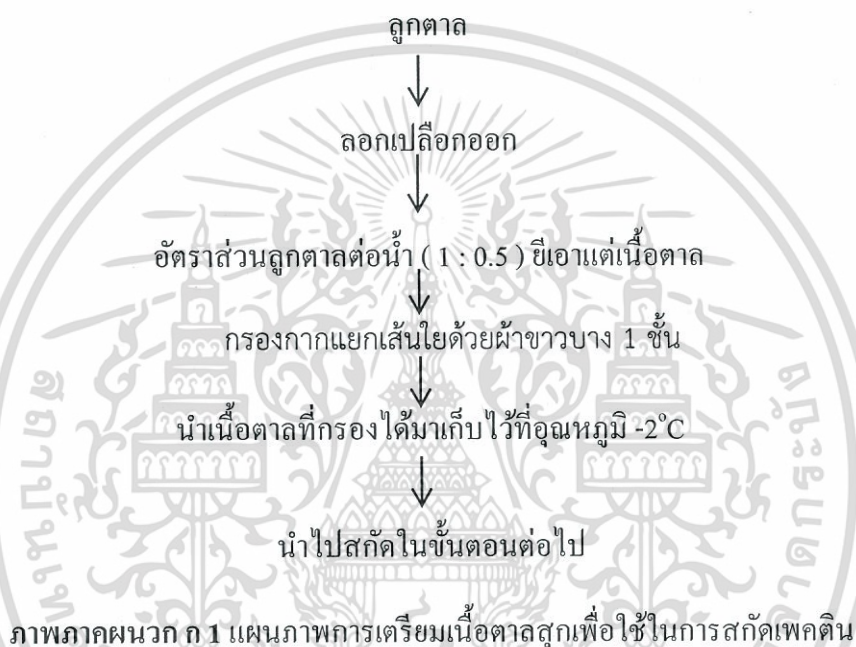 ลูกตาล
ลอกเปลือกออก
อัตราส่วนลูกตาลต่อน้ำ ( 1 : 0.5 ) ยีเอาแต่เนื้อตาล
กรองกากแยกเส้นใยด้วยผ้าขาวบาง 1 ชั้น
นำเนื้อตาลที่กรองได้มาเก็บไว้ที่อุณหภูมิ -2°C
นำไปสกัดในขั้นตอนต่อไป
ภาพภาคผนวก ก 1 แผนภาพการเตรียมเนื้อตาลสุกเพื่อใช้ในการสกัดเพคติน